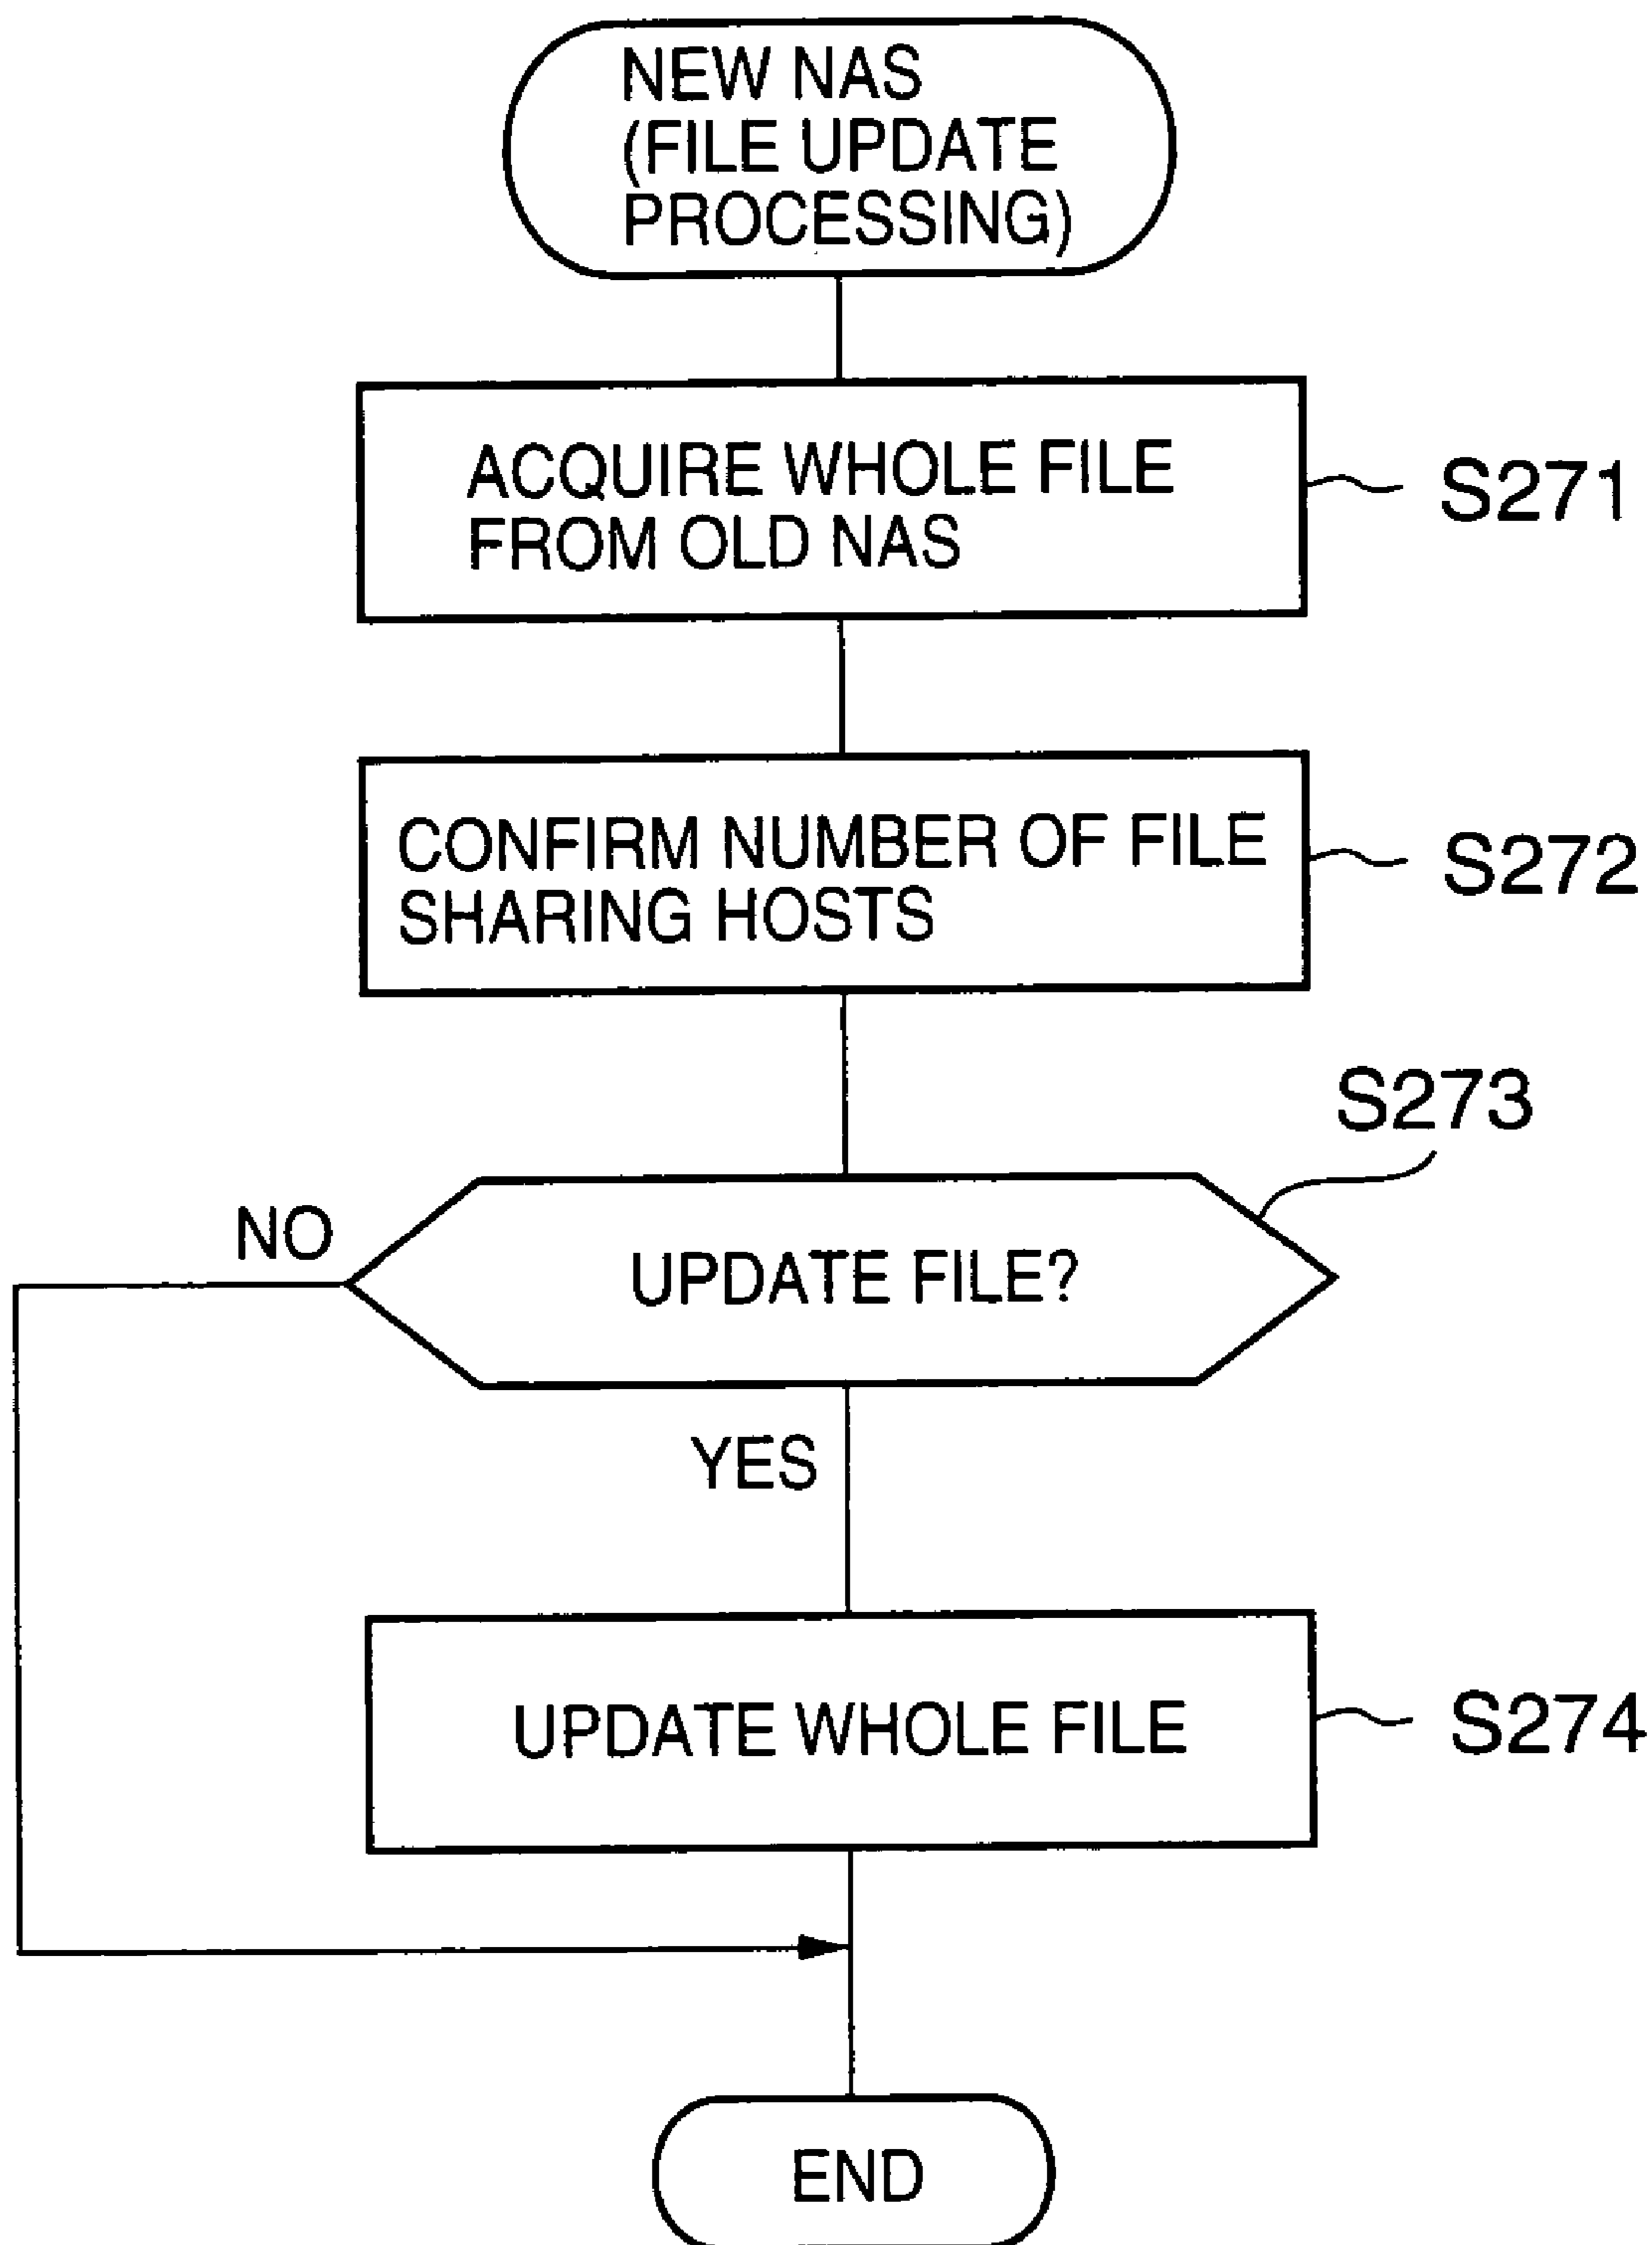 NEW NAS
(FILE UPDATE
PROCESSING)
ACQUIRE WHOLE FILE
FROM OLD NAS
S271
CONFIRM NUMBER OF FILE
SHARING HOSTS
S272
S273
NO
UPDATE FILE?
YES
UPDATE WHOLE FILE
S274
END